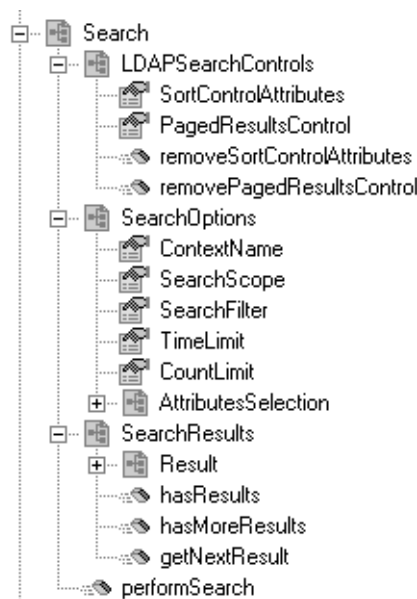 Search
LDAPSearchControls
SortControlAttributes
PagedResultsControl
removeSortControlAttributes
removePagedResultsControl
SearchOptions
ContextName
SearchScope
SearchFilter
TimeLimit
CountLimit
AttributesSelection
SearchResults
Result
hasResults
hasMoreResults
getNextResult
performSearch